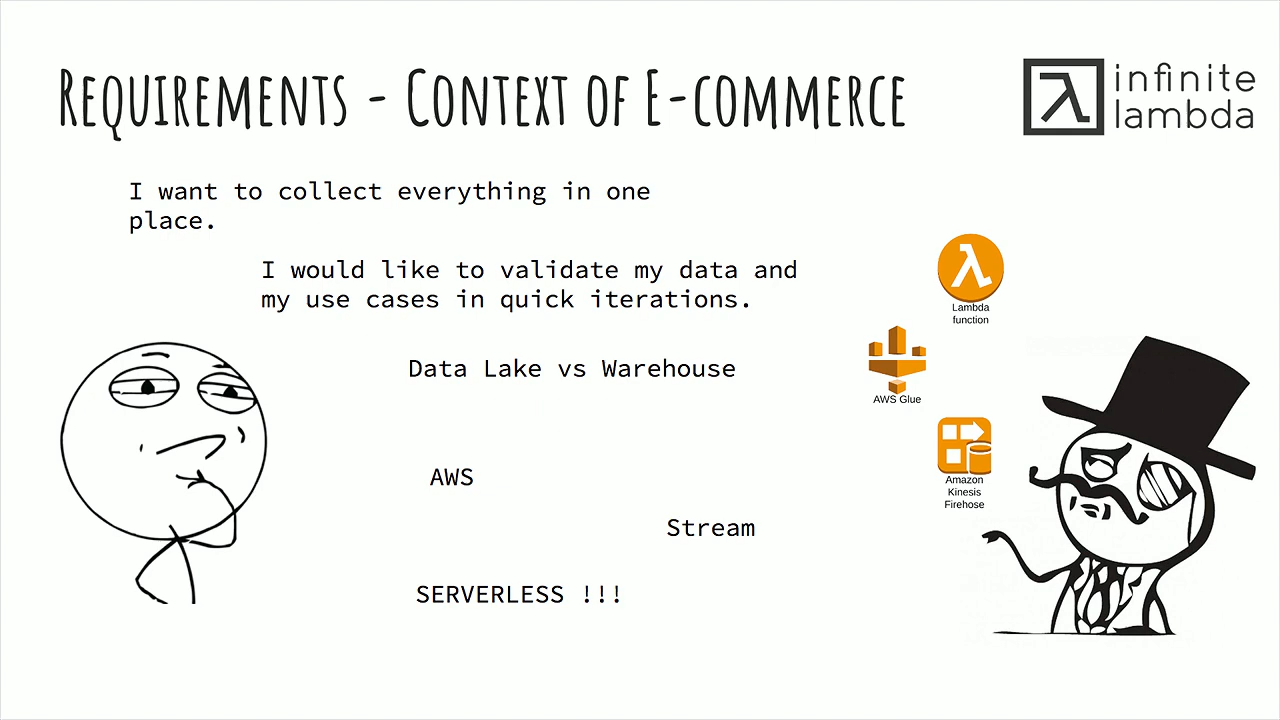 Requirements - Context of E-commerce
infinite
lambda
I want to collect everything in one
place.
I would like to validate my data and
my use cases in quick iterations.
Lambda
function
Data Lake vs Warehouse
AWS Glue
AWS
Amazon
Kinesis
Firehose
Stream
SERVERLESS !!!